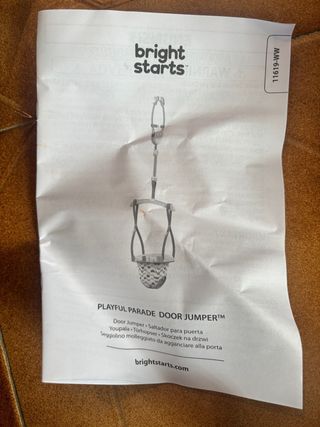 bright
starts™
11619-WW
PLAYFUL PARADE DOOR JUMPER™
Door Jumper • Saltador para puerta
Youpala • Türhopser • Skoczek na drzwi
Seggiolino molleggiato da agganciare alla porta
brightstarts.com